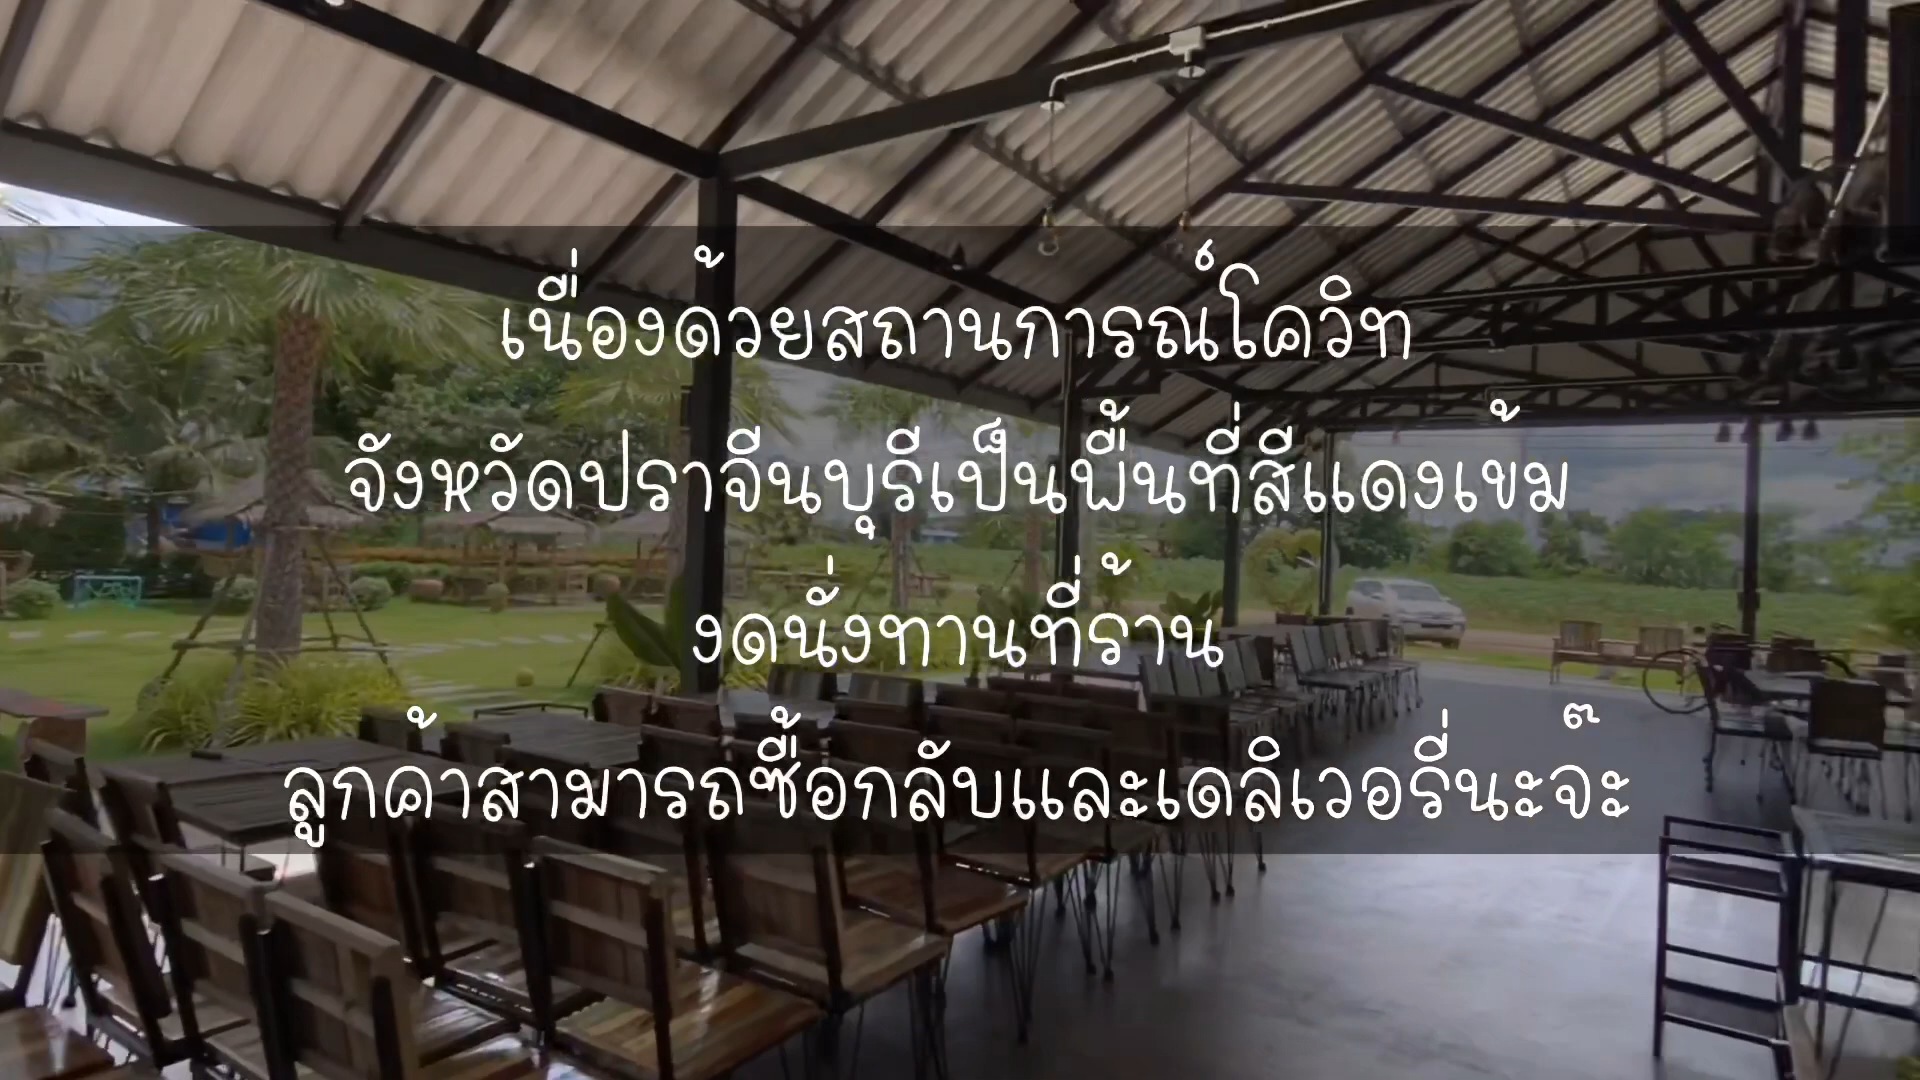 เนื่องด้วยสถานการณ์โควิท
จังหวัดปราจีนบุรีเป็นพื้นที่สีแดงเข้ม
งดนั่งทานที่ร้าน
ลูกค้าสามารถซื้อกลับและเดลิเวอรี่นะจ๊ะ